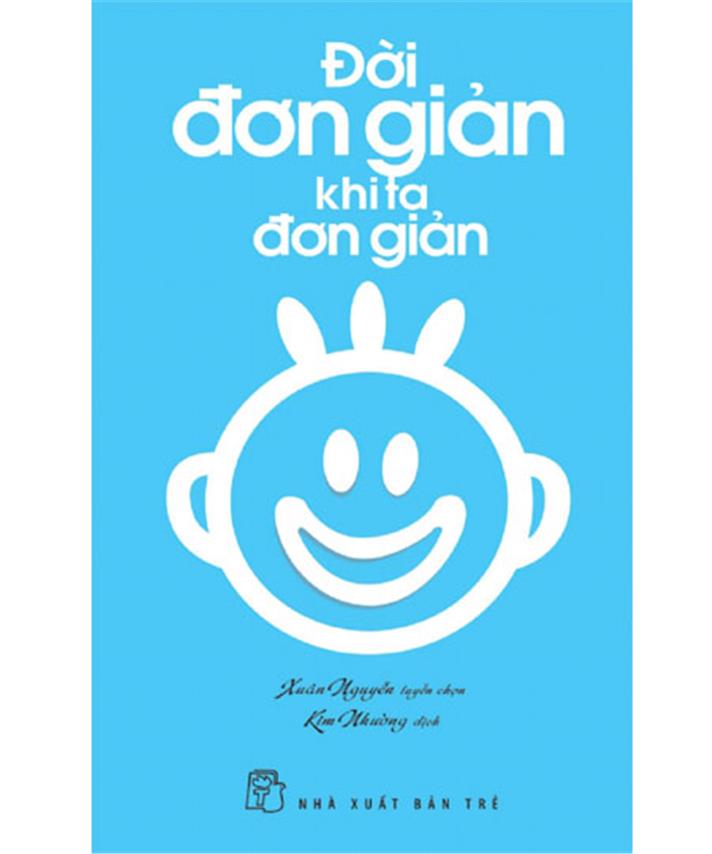 Đời
đơn giản
khi ta
đơn giản
Xuân Nguyễn tuyển chọn
Kim Nhường dịch
T
NHÀ XUẤT BẢN TRẺ